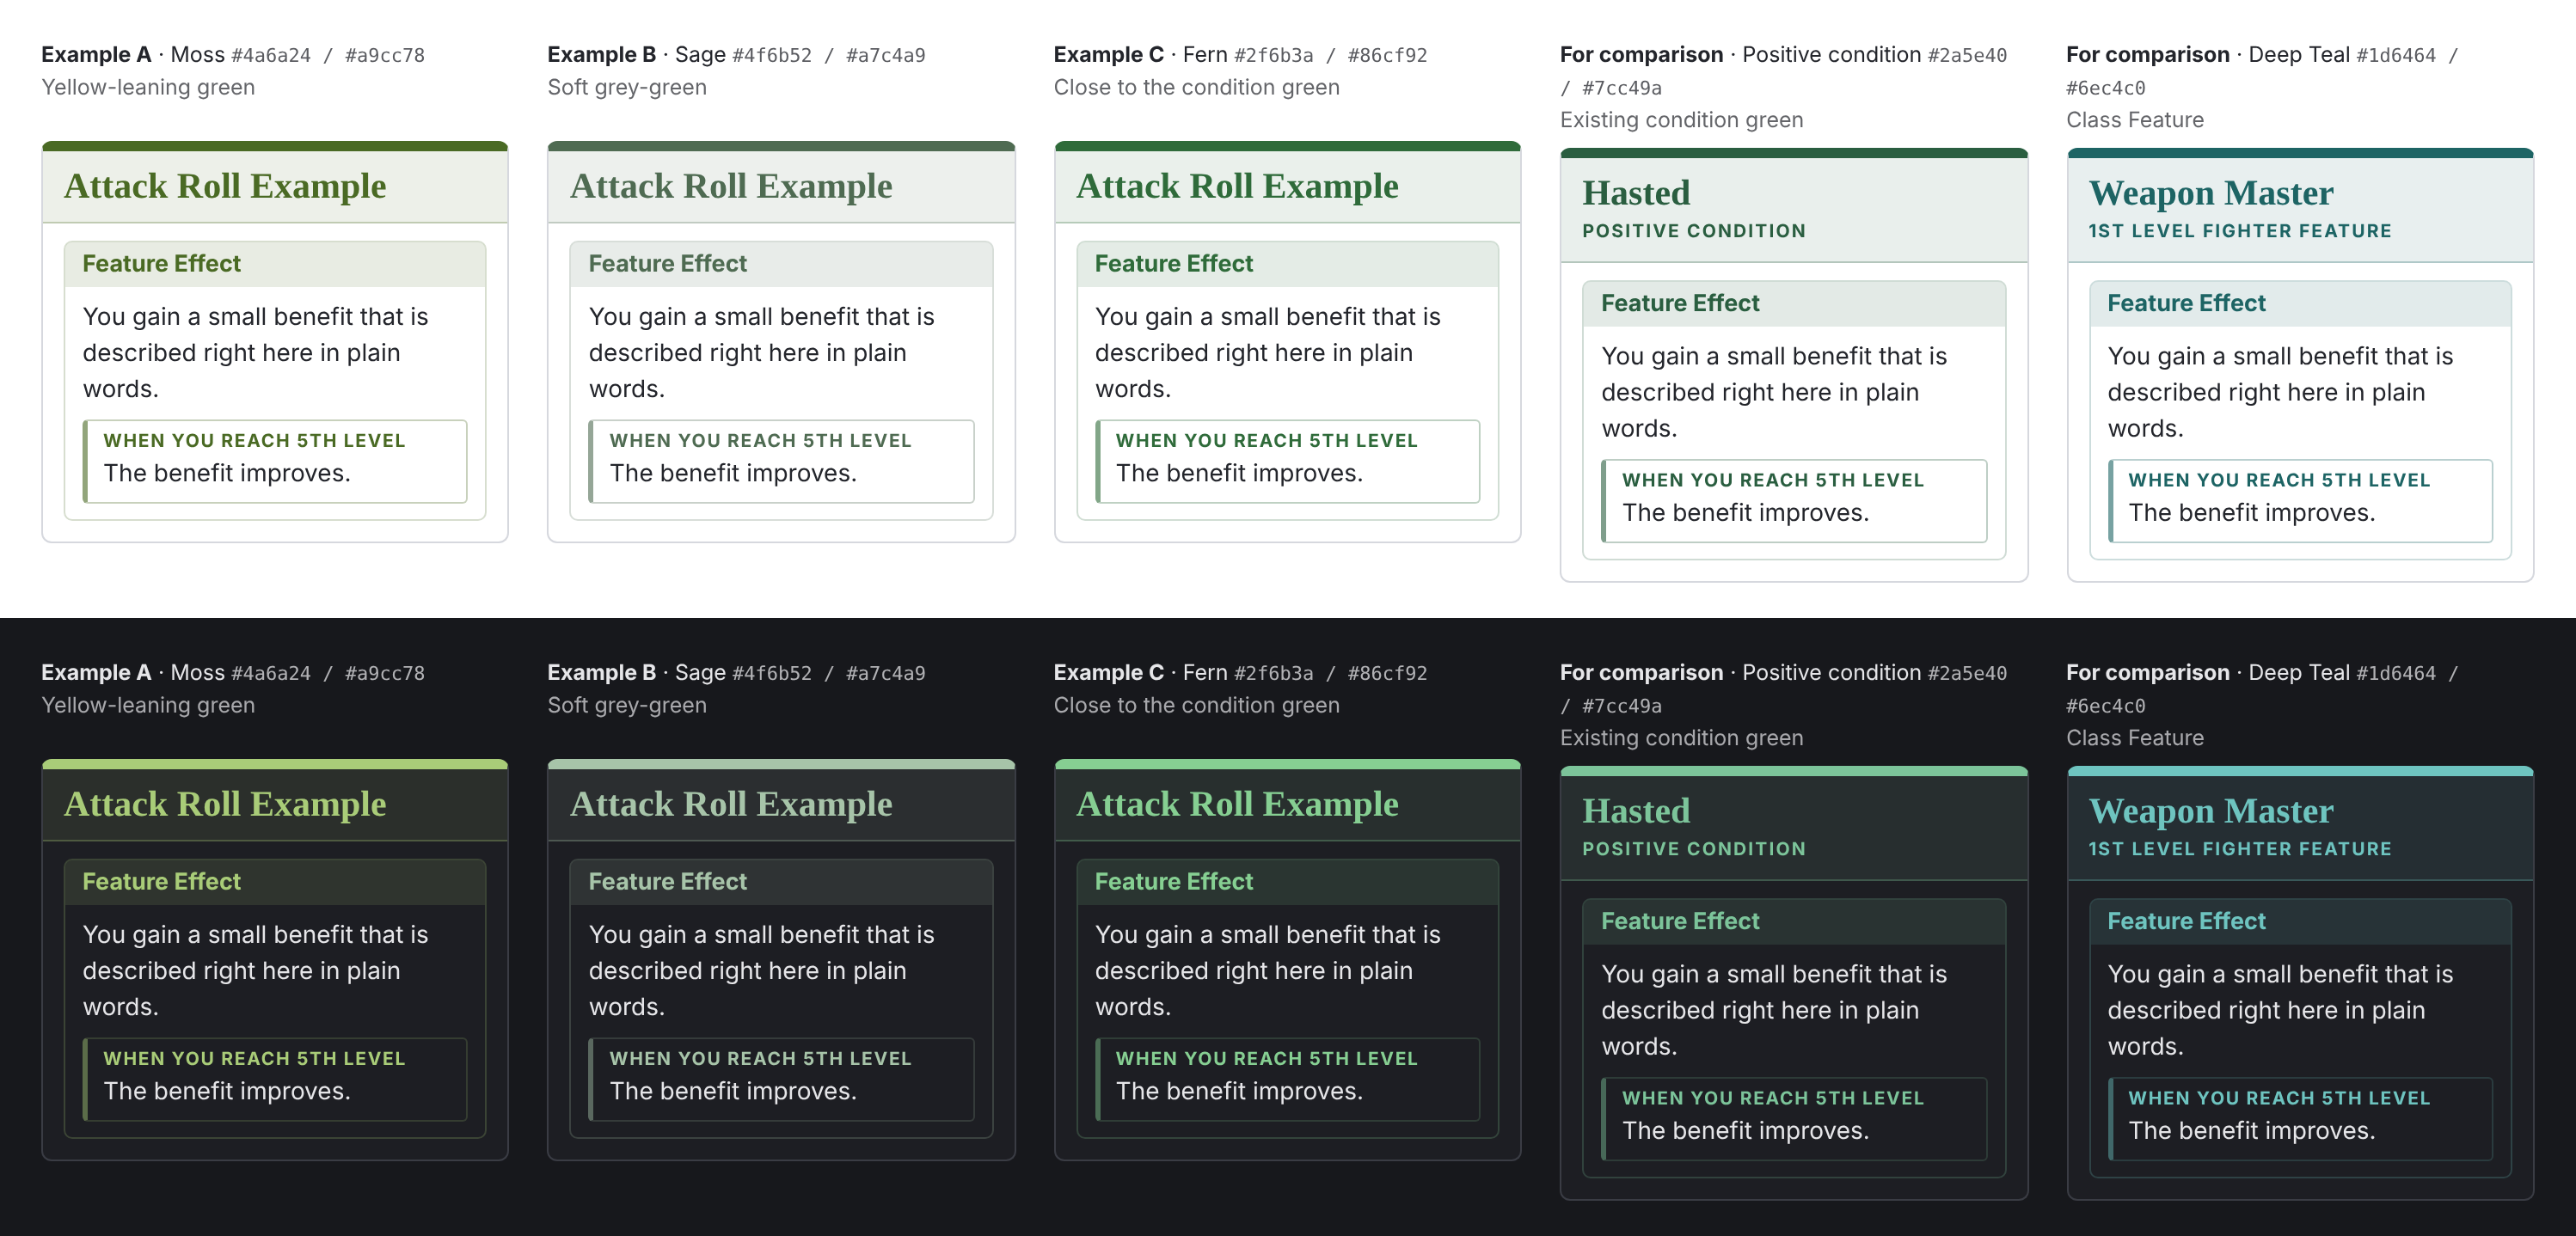 Example A · Moss #4a6a24 / #a9cc78
Yellow-leaning green
Attack Roll Example
Feature Effect
You gain a small benefit that is
described right here in plain
words.
WHEN YOU REACH 5TH LEVEL
The benefit improves.
Example B · Sage #4f6b52 / #a7c4a9
Soft grey-green
Attack Roll Example
Feature Effect
You gain a small benefit that is
described right here in plain
words.
WHEN YOU REACH 5TH LEVEL
The benefit improves.
Example C · Fern #2f6b3a / #86cf92
Close to the condition green
Attack Roll Example
Feature Effect
You gain a small benefit that is
described right here in plain
words.
WHEN YOU REACH 5TH LEVEL
The benefit improves.
For comparison · Positive condition #2a5e40
/ #7cc49a
Existing condition green
Hasted
POSITIVE CONDITION
Feature Effect
You gain a small benefit that is
described right here in plain
words.
WHEN YOU REACH 5TH LEVEL
The benefit improves.
For comparison · Deep Teal #1d6464 /
#6ec4c0
Class Feature
Weapon Master
1ST LEVEL FIGHTER FEATURE
Feature Effect
You gain a small benefit that is
described right here in plain
words.
WHEN YOU REACH 5TH LEVEL
The benefit improves.
Example A · Moss #4a6a24 / #a9cc78
Yellow-leaning green
Attack Roll Example
Feature Effect
You gain a small benefit that is
described right here in plain
words.
WHEN YOU REACH 5TH LEVEL
The benefit improves.
Example B · Sage #4f6b52 / #a7c4a9
Soft grey-green
Attack Roll Example
Feature Effect
You gain a small benefit that is
described right here in plain
words.
WHEN YOU REACH 5TH LEVEL
The benefit improves.
Example C · Fern #2f6b3a / #86cf92
Close to the condition green
Attack Roll Example
Feature Effect
You gain a small benefit that is
described right here in plain
words.
WHEN YOU REACH 5TH LEVEL
The benefit improves.
For comparison · Positive condition #2a5e40
/ #7cc49a
Existing condition green
Hasted
POSITIVE CONDITION
Feature Effect
You gain a small benefit that is
described right here in plain
words.
WHEN YOU REACH 5TH LEVEL
The benefit improves.
For comparison · Deep Teal #1d6464 /
#6ec4c0
Class Feature
Weapon Master
1ST LEVEL FIGHTER FEATURE
Feature Effect
You gain a small benefit that is
described right here in plain
words.
WHEN YOU REACH 5TH LEVEL
The benefit improves.